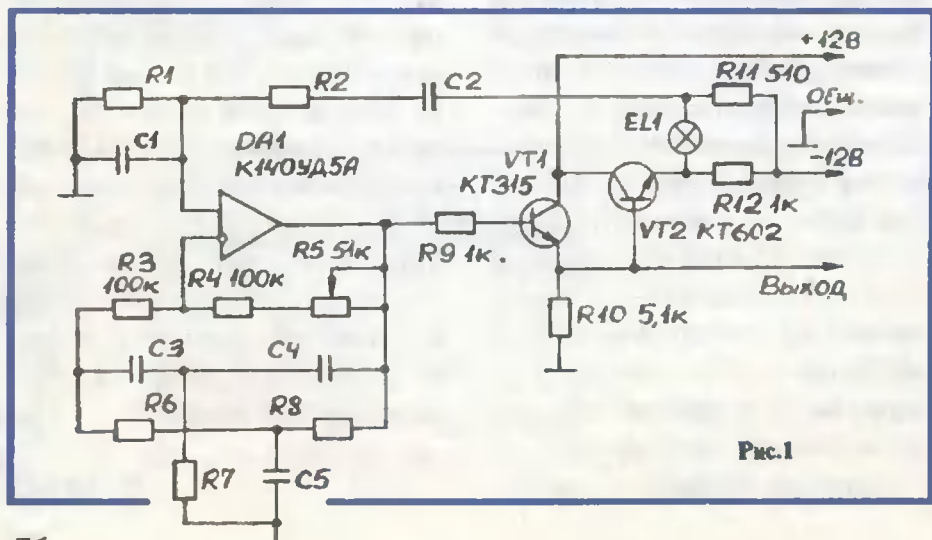 +12В
R1
R2
C2
R11 510
Общ.
C1
DA1
К140УД5А
EL1
VT1
КТ315
-12В
R12 1к
VT2 КТ602
R3
100к
R4 100к
R5 51к
R9 1к.
Выход
R10 5,1к
C3
C4
R6
R8
R7
C5
Рис.1